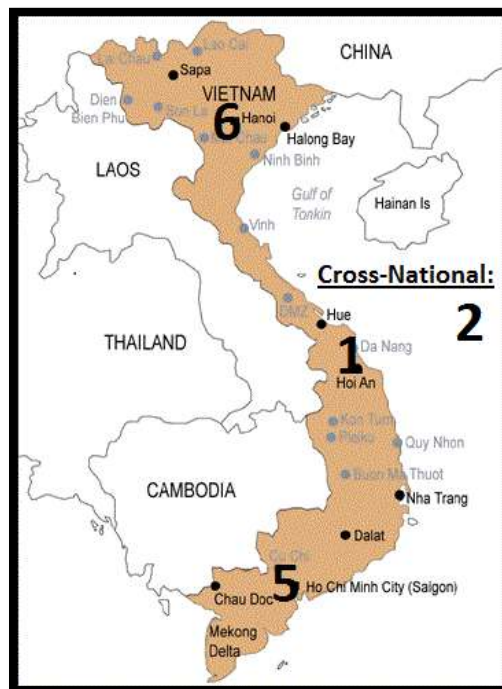 CHINA
Lao Cai
Lai Chau
Sapa
VIETNAM
Dien
Bien Phu
Son La
6
Hanoi
Halong Bay
LAOS
Ninh Binh
Gulf of
Tonkin
Hainan Is
Vinh
Cross-National:
2
DMZ
Hue
THAILAND
1
Da Nang
Hoi An
Kon Tum
Pleiku
Quy Nhon
Buon Ma Thuot
CAMBODIA
Nha Trang
Dalat
Cu Chi
5
Ho Chi Minh City (Saigon)
Chau Doc
Mekong
Delta